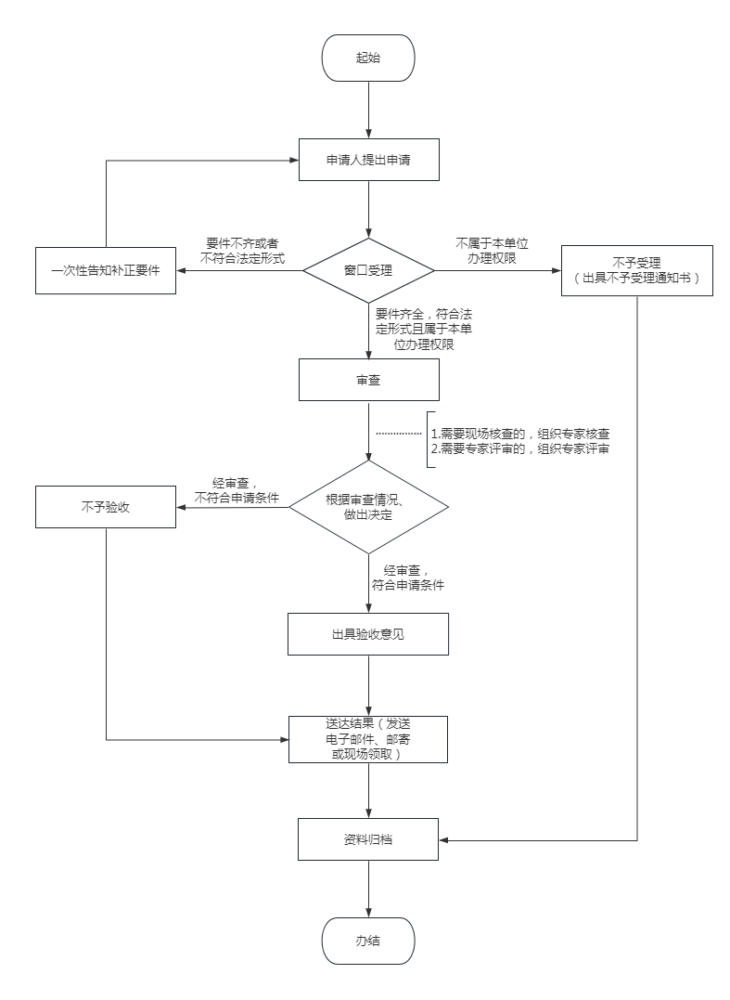 起始
申请人提出申请
要件不齐或者
不符合法定形式
不属于本单位
办理权限
一次性告知补正要件
窗口受理
不予受理
（出具不予受理通知书）
要件齐全，符合法
定形式且属于本单
位办理权限
审查
1.需要现场核查的，组织专家核查
2.需要专家评审的，组织专家评审
经审查，
不符合申请条件
不予验收
根据审查情况、
做出决定
经审查，
符合申请条件
出具验收意见
送达结果（发送
电子邮件、邮寄
或现场领取）
资料归档
办结